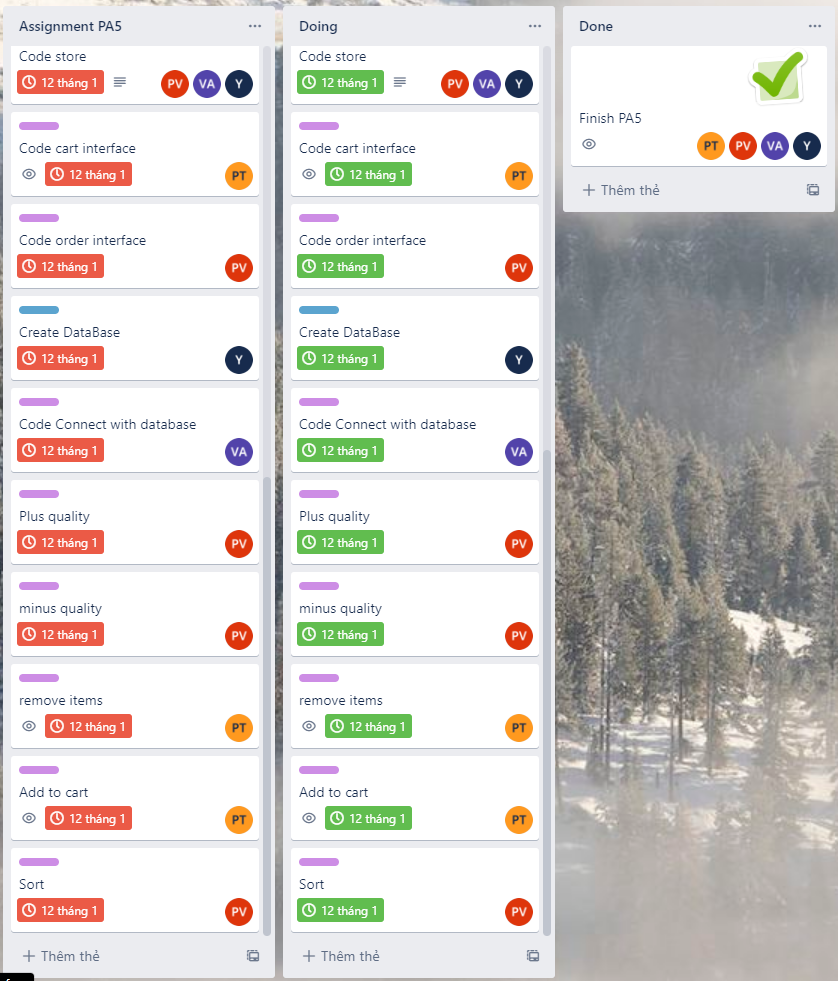 Assignment PA5
Code store
12 tháng 1
PV VA Y
Code cart interface
12 tháng 1
PT
Code order interface
12 tháng 1
PV
Create DataBase
12 tháng 1
Y
Code Connect with database
12 tháng 1
VA
Plus quality
12 tháng 1
PV
minus quality
12 tháng 1
PV
remove items
12 tháng 1
PT
Add to cart
12 tháng 1
PT
Sort
12 tháng 1
PV
Thêm thẻ
Doing
Code store
12 tháng 1
PV VA Y
Code cart interface
12 tháng 1
PT
Code order interface
12 tháng 1
PV
Create DataBase
12 tháng 1
Y
Code Connect with database
12 tháng 1
VA
Plus quality
12 tháng 1
PV
minus quality
12 tháng 1
PV
remove items
12 tháng 1
PT
Add to cart
12 tháng 1
PT
Sort
12 tháng 1
PV
Thêm thẻ
Done
Finish PA5
PT PV VA Y
Thêm thẻ